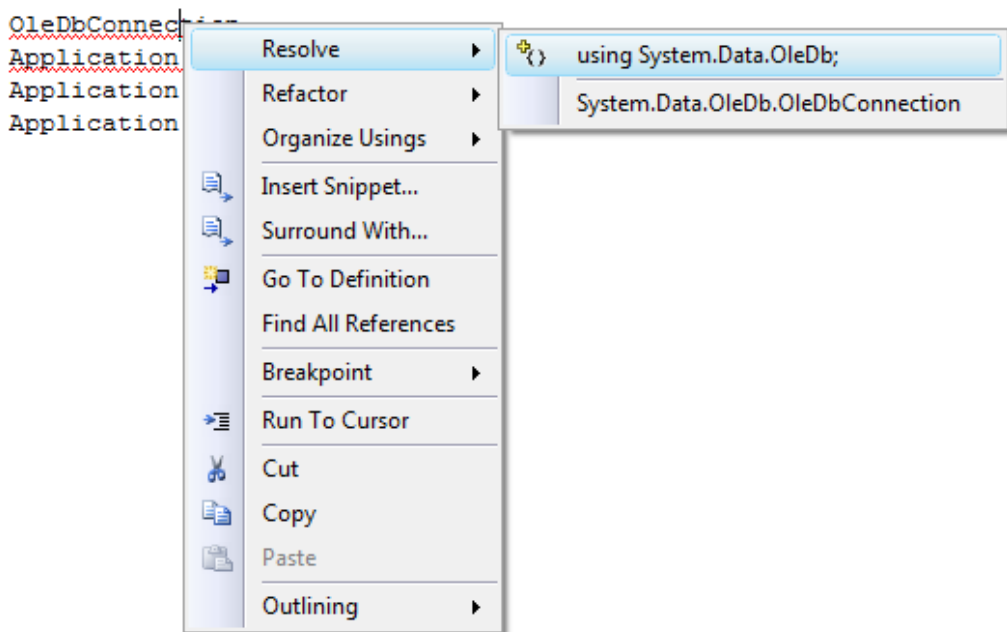 OleDbConnection
Application
Application
Application
Resolve
Refactor
Organize Usings
Insert Snippet...
Surround With...
Go To Definition
Find All References
Breakpoint
Run To Cursor
Cut
Copy
Paste
Outlining
using System.Data.OleDb;
System.Data.OleDb.OleDbConnection